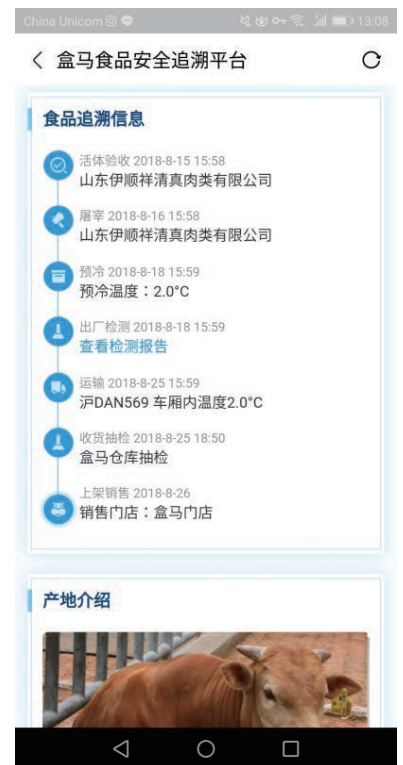 China Unicom 13:08
盒马食品安全追溯平台
食品追溯信息
活体验收 2018-8-15 15:58
山东伊顺祥清真肉类有限公司
屠宰 2018-8-16 15:58
山东伊顺祥清真肉类有限公司
预冷 2018-8-18 15:59
预冷温度：2.0°C
出厂检测 2018-8-18 15:59
查看检测报告
运输 2018-8-25 15:59
沪DAN569 车厢内温度2.0°C
收货抽检 2018-8-25 18:50
盒马仓库抽检
上架销售 2018-8-26
销售门店：盒马门店
产地介绍